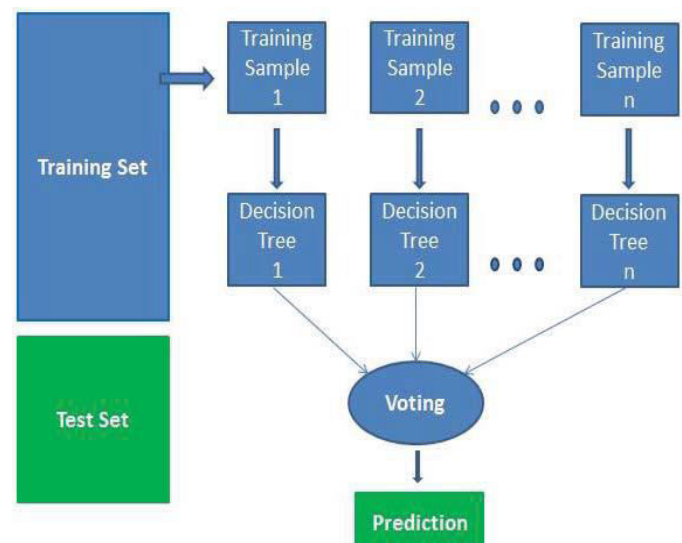 Training Set
Test Set
Training
Sample
1
Training
Sample
2
Training
Sample
n
Decision
Tree
1
Decision
Tree
2
Decision
Tree
n
Voting
Prediction